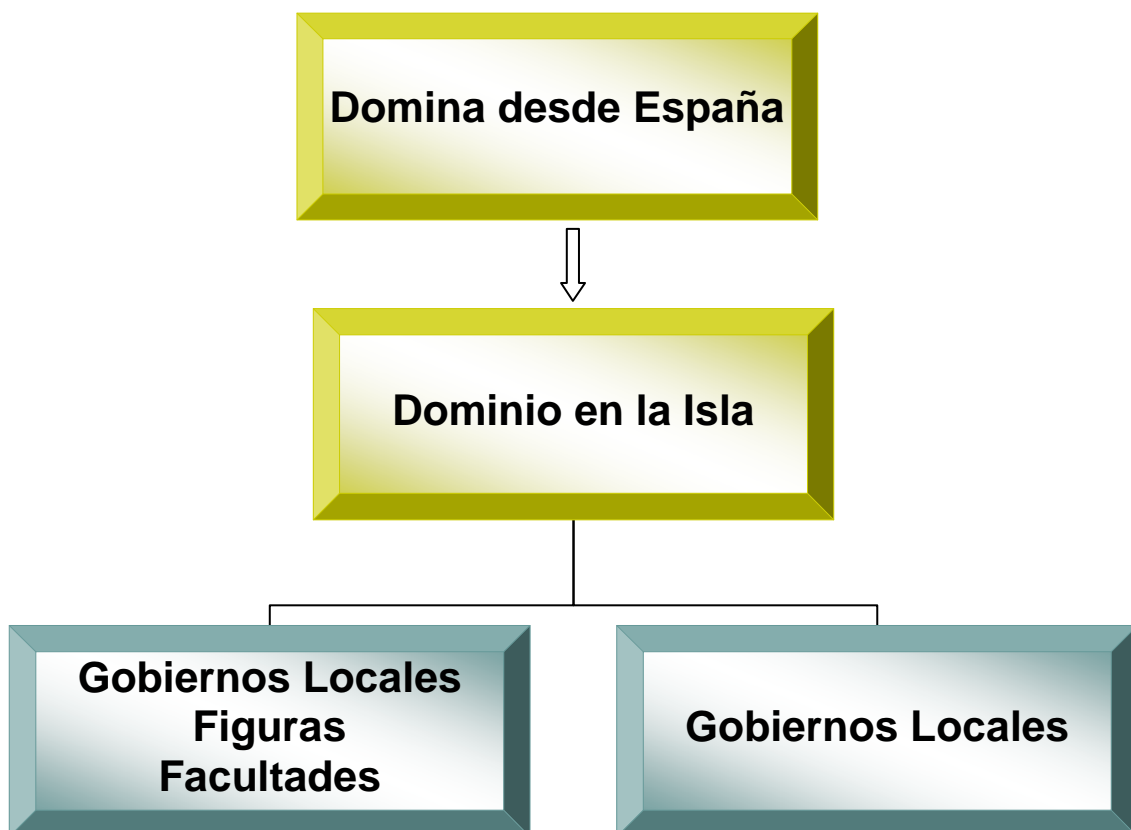 Domina desde España
Dominio en la Isla
Gobiernos Locales
Figuras
Facultades
Gobiernos Locales